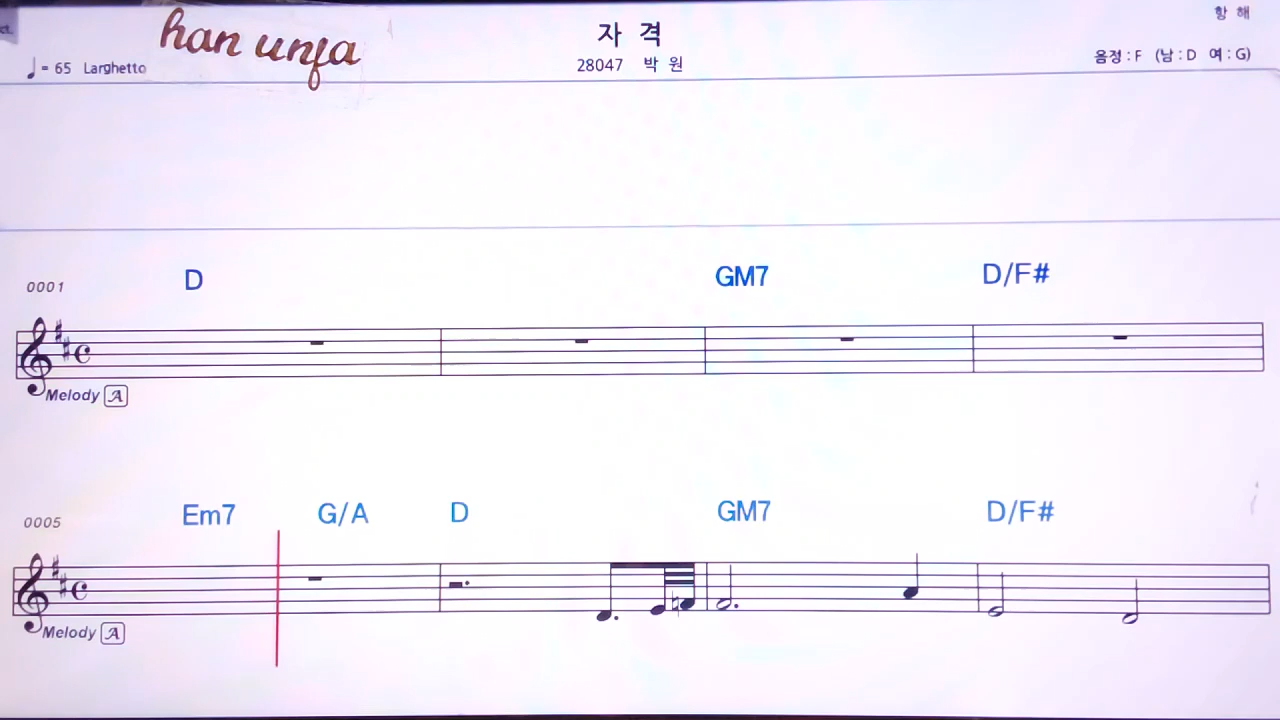 ct.
han unja
자 격
항 해
♩= 65 Larghetto
28047 박 원
음정 : F (남 : D 여 : G)
0001 D GM7 D/F#
Melody A
0005 Em7 G/A D GM7 D/F#
Melody A